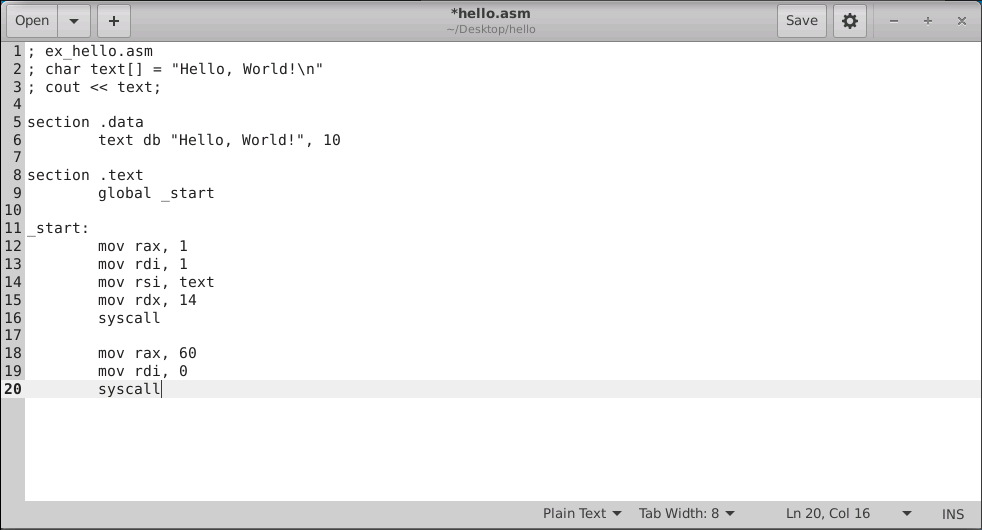 Open
*hello.asm
~/Desktop/hello
Save
1 ; ex_hello.asm
2 ; char text[] = "Hello, World!\n"
3 ; cout << text;
4
5 section .data
6 text db "Hello, World!", 10
7
8 section .text
9 global _start
10
11 _start:
12 mov rax, 1
13 mov rdi, 1
14 mov rsi, text
15 mov rdx, 14
16 syscall
17
18 mov rax, 60
19 mov rdi, 0
20 syscall
Plain Text Tab Width: 8 Ln 20, Col 16 INS